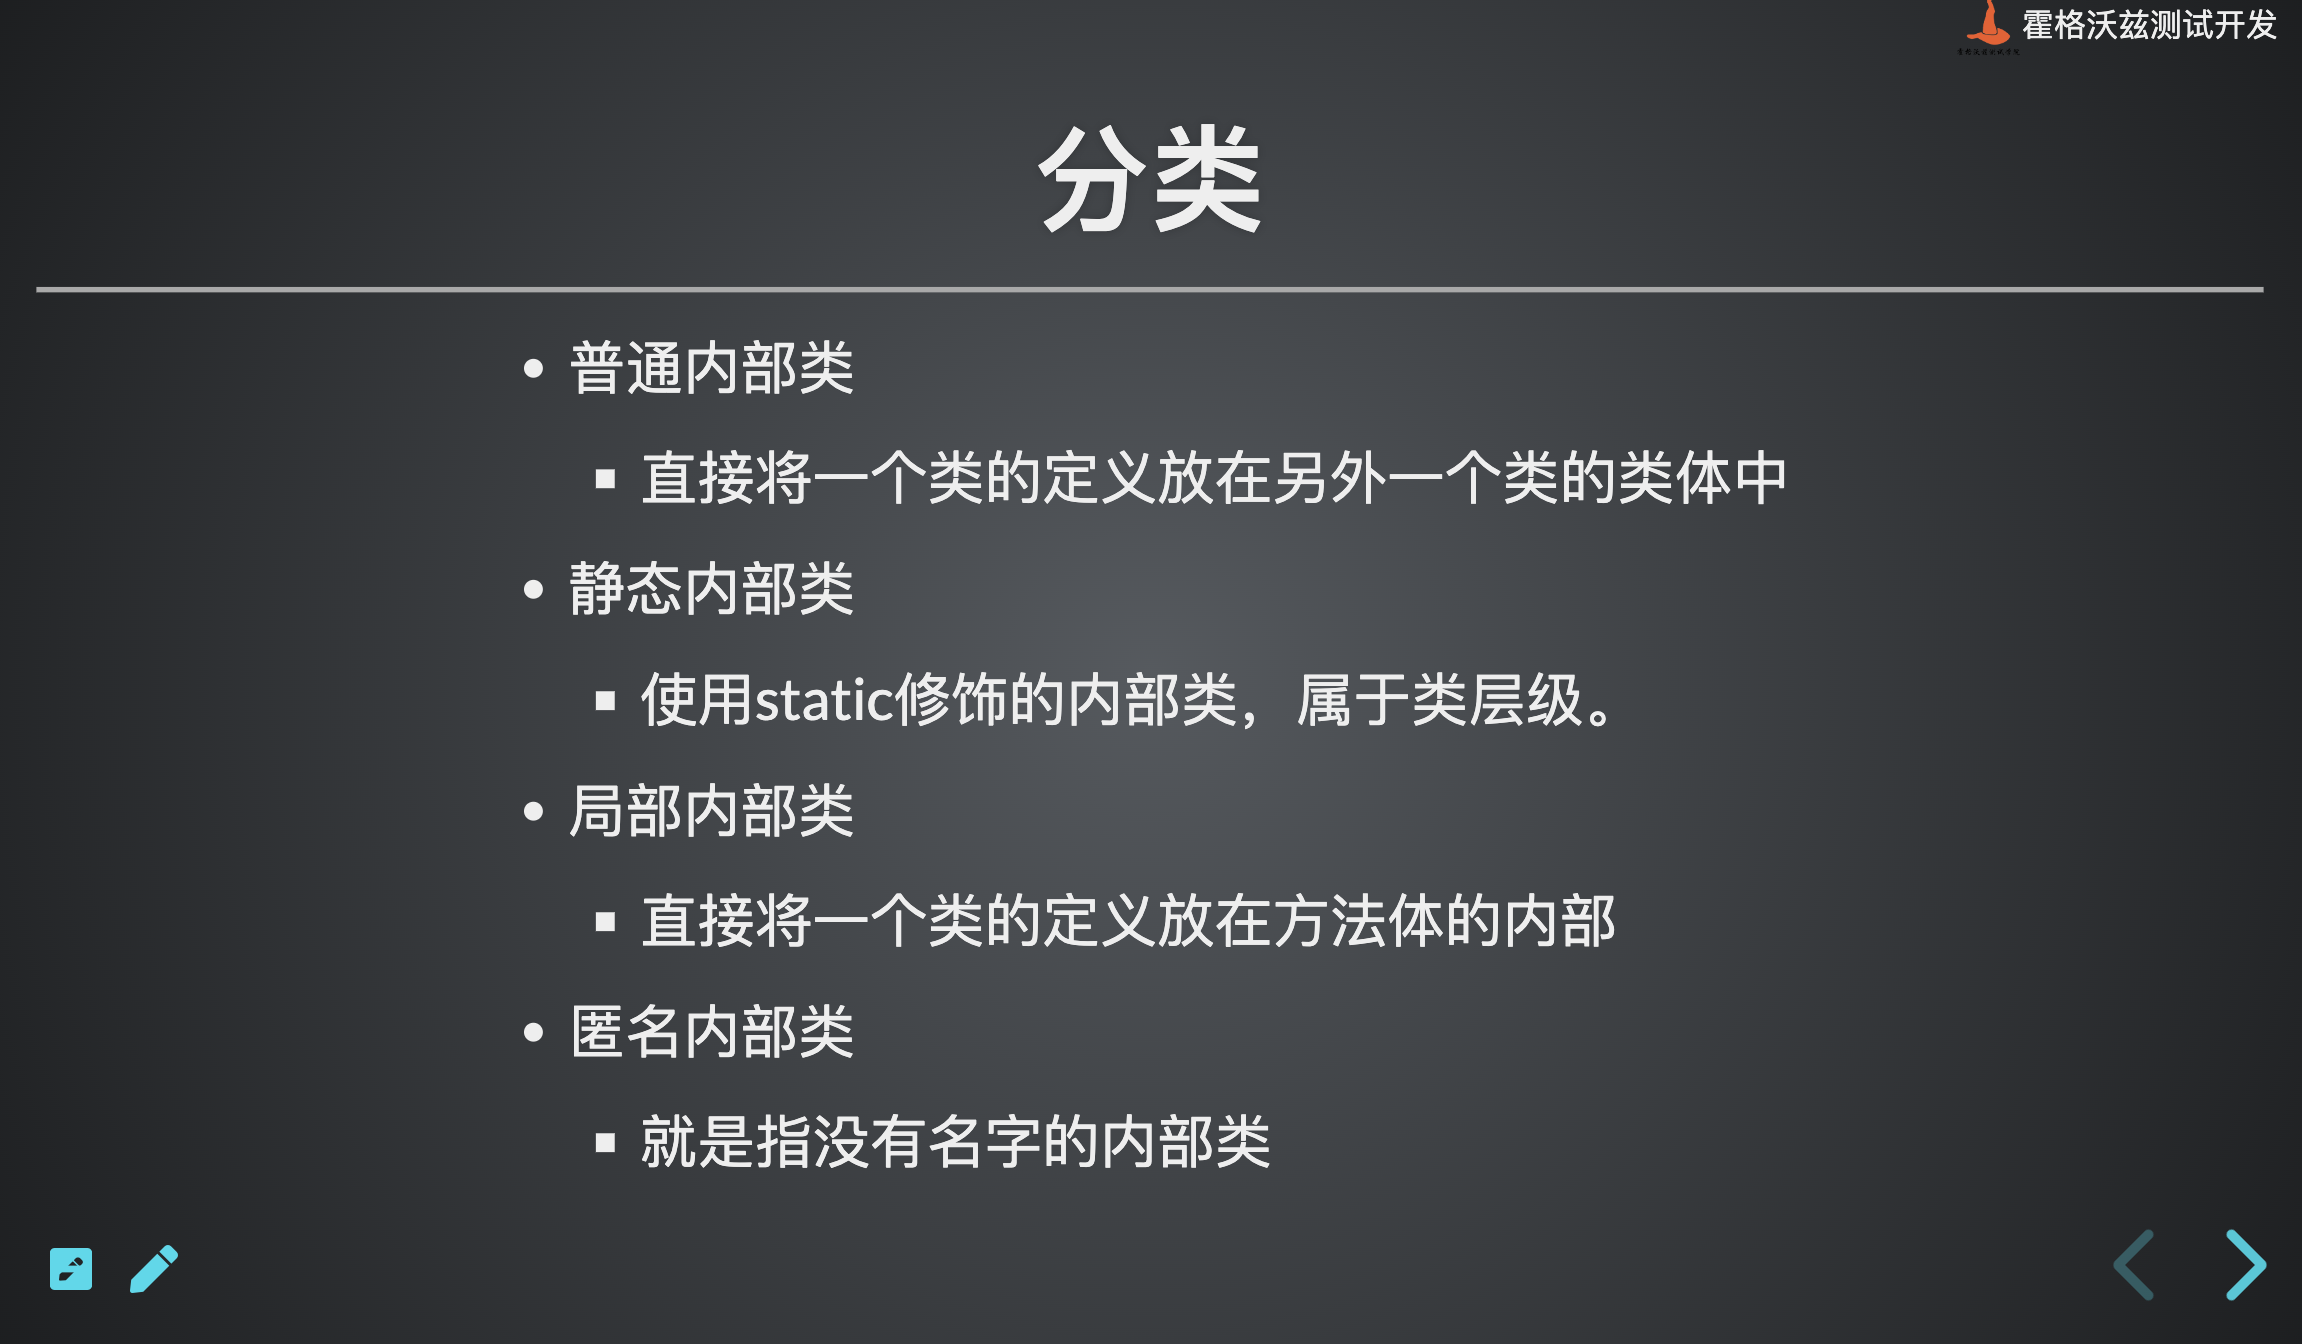 霍格沃兹测试开发
分类
普通内部类
直接将一个类的定义放在另外一个类的类体中
静态内部类
使用static修饰的内部类，属于类层级。
局部内部类
直接将一个类的定义放在方法体的内部
匿名内部类
就是指没有名字的内部类